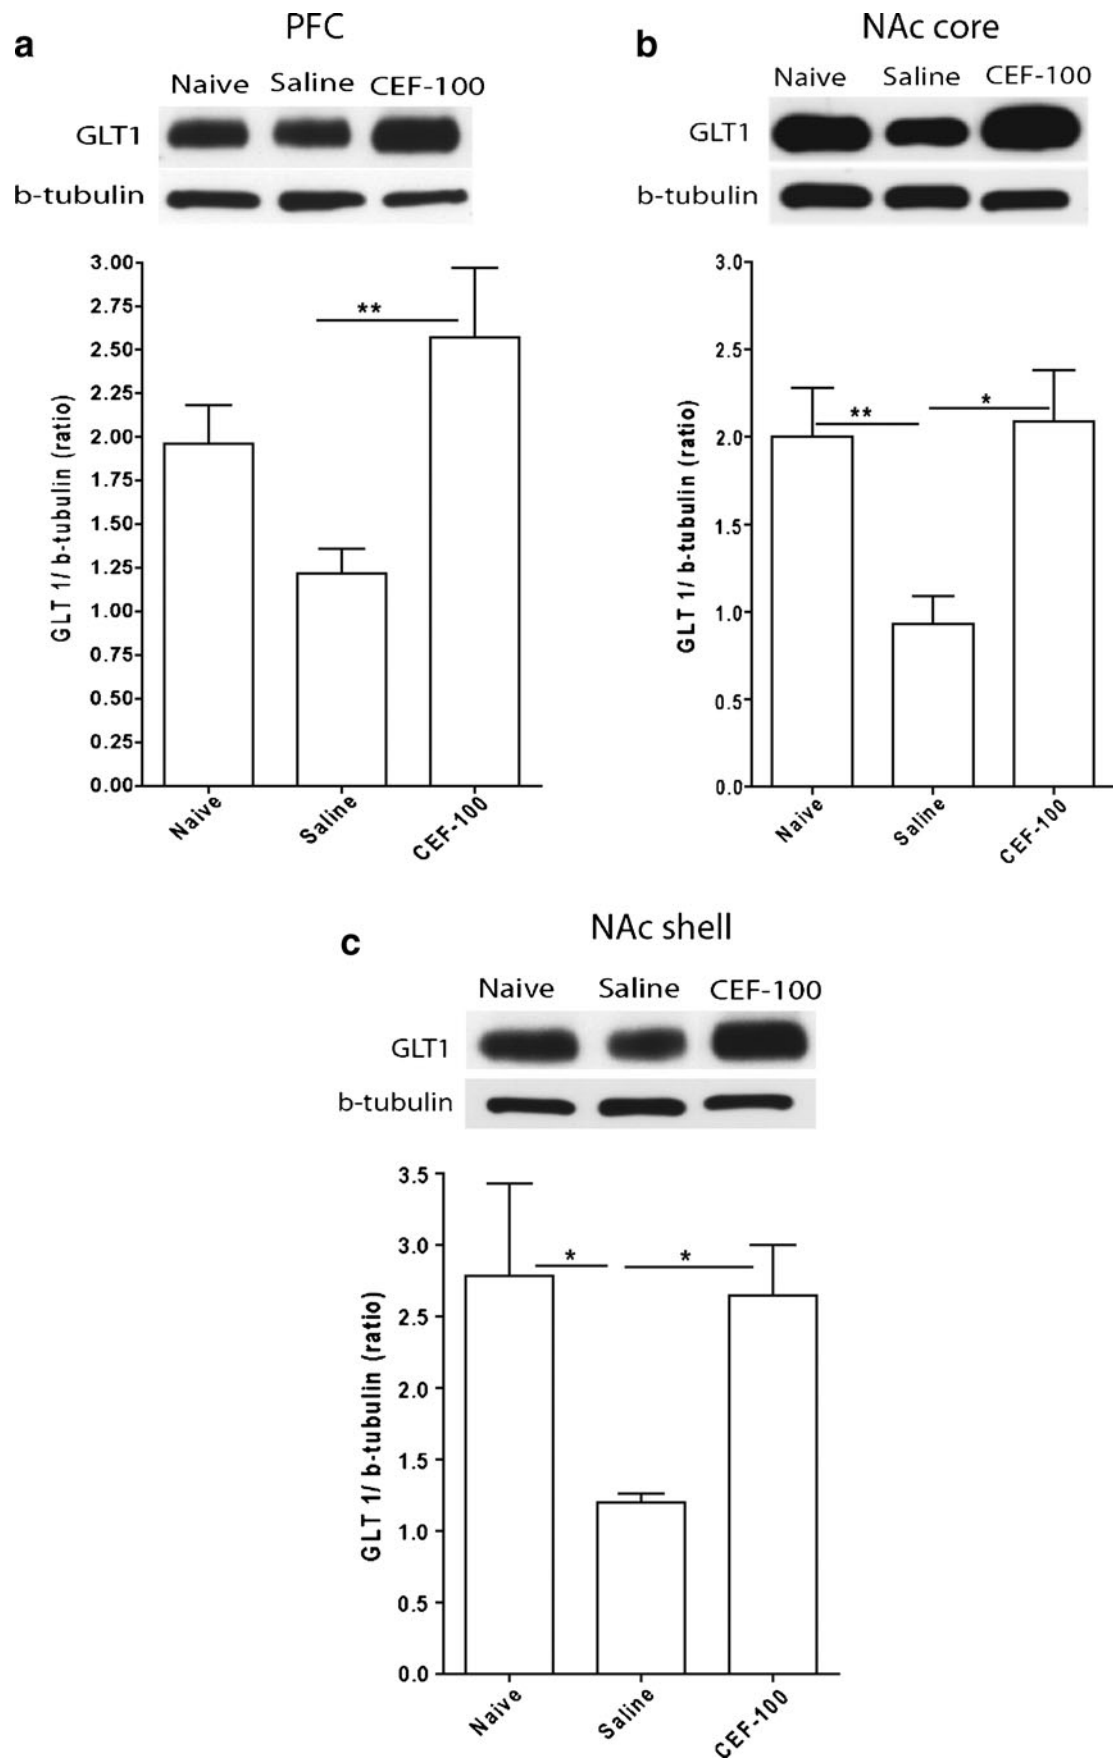 a
PFC
Naive Saline CEF-100
GLT1
b-tubulin
3.00
2.75
2.50
2.25
2.00
1.75
1.50
1.25
1.00
0.75
0.50
0.25
0.00
GLT 1/ b-tubulin (ratio)
**
Naive
Saline
CEF-100
b
NAc core
Naive Saline CEF-100
GLT1
b-tubulin
3.0
2.5
2.0
1.5
1.0
0.5
0.0
GLT 1/ b-tubulin (ratio)
**
*
Naive
Saline
CEF-100
c
NAc shell
Naive Saline CEF-100
GLT1
b-tubulin
3.5
3.0
2.5
2.0
1.5
1.0
0.5
0.0
GLT 1/ b-tubulin (ratio)
*
*
Naive
Saline
CEF-100